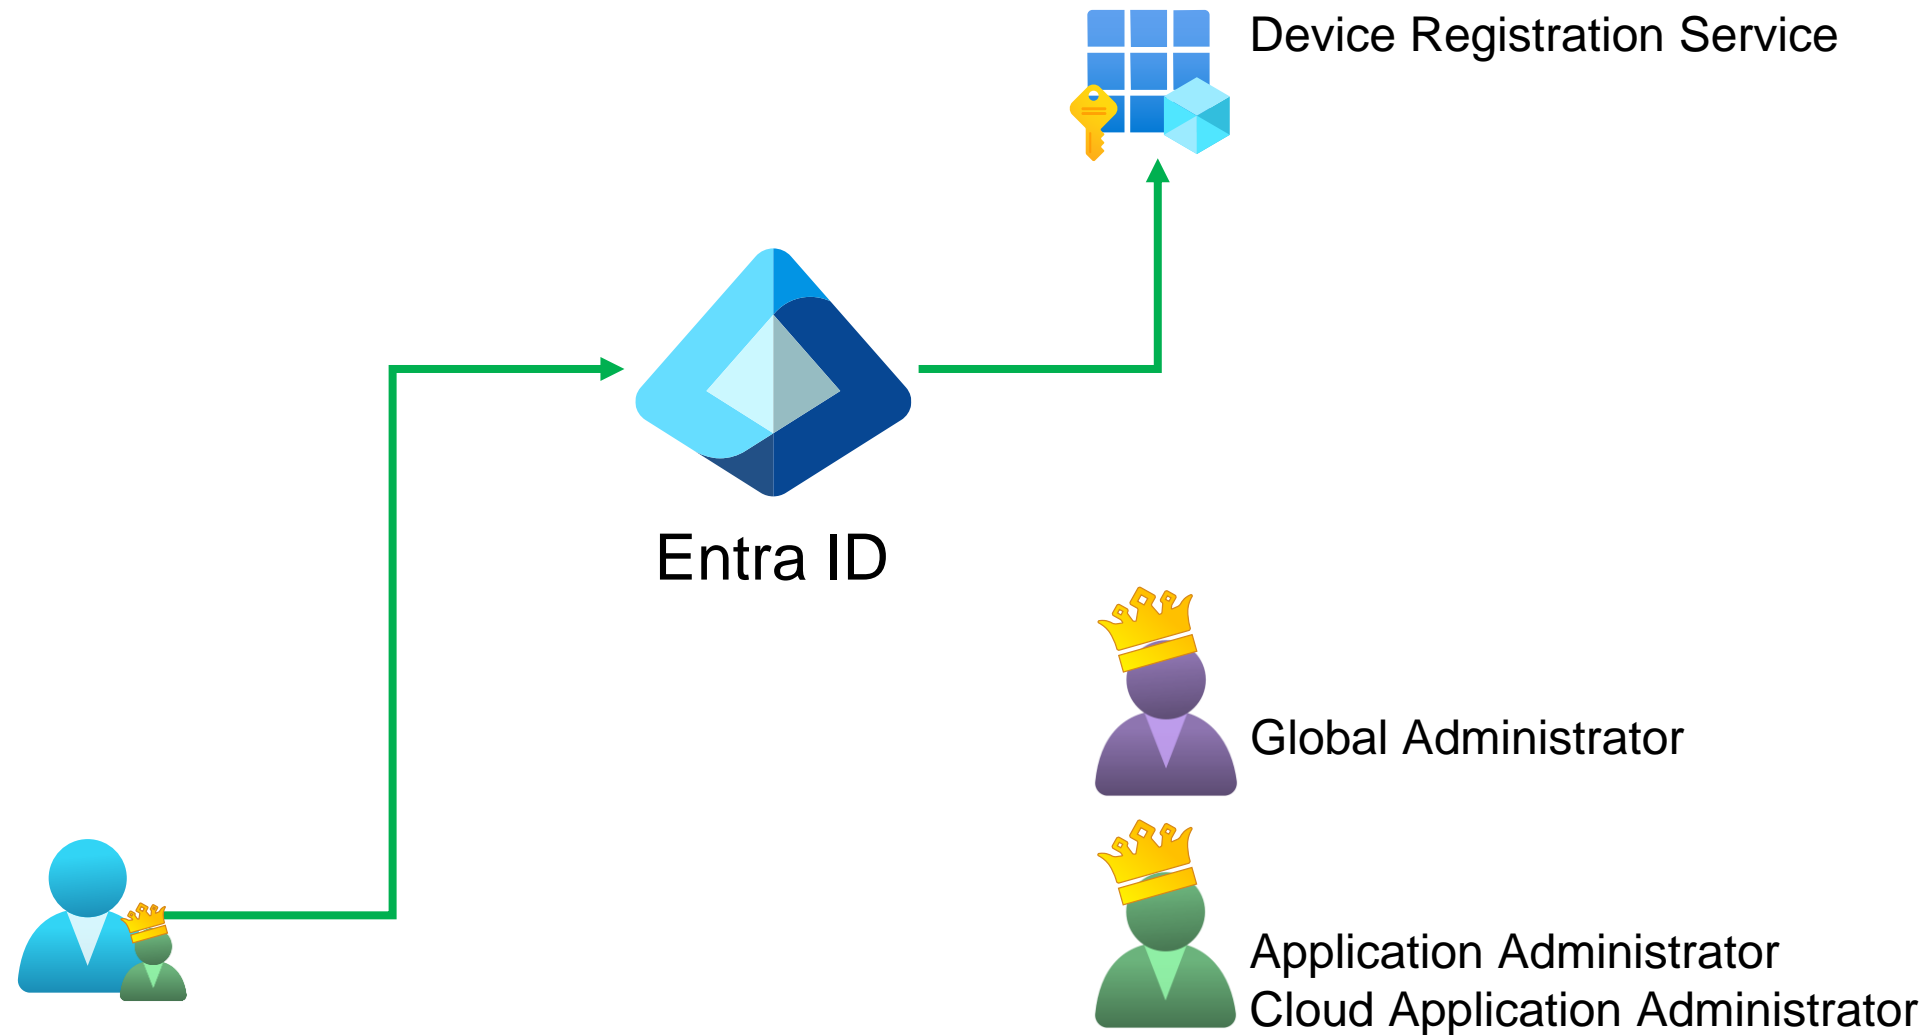 Device Registration Service
Entra ID
Global Administrator
Application Administrator
Cloud Application Administrator